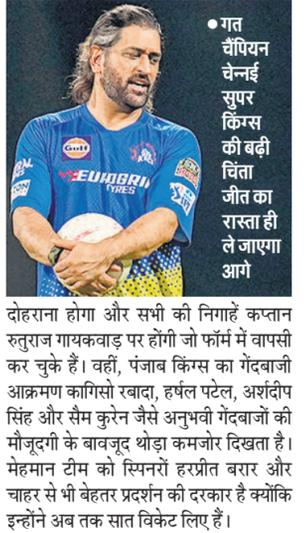 ● गत
चैंपियन
चेन्नई
सुपर
किंग्स
की बढ़ी
चिंता
जीत का
रास्ता ही
ले जाएगा
आगे
Gulf
EUROGRIP
TYRES
दोहराना होगा और सभी की निगाहें कप्तान
रुतुराज गायकवाड़ पर होंगी जो फॉर्म में वापसी
कर चुके हैं। वहीं, पंजाब किंग्स का गेंदबाजी
आक्रमण कागिसो रबादा, हर्षल पटेल, अर्शदीप
सिंह और सैम कुरेन जैसे अनुभवी गेंदबाजों की
मौजूदगी के बावजूद थोड़ा कमजोर दिखता है।
मेहमान टीम को स्पिनरों हरप्रीत बरार और
चाहर से भी बेहतर प्रदर्शन की दरकार है क्योंकि
इन्होंने अब तक सात विकेट लिए हैं।